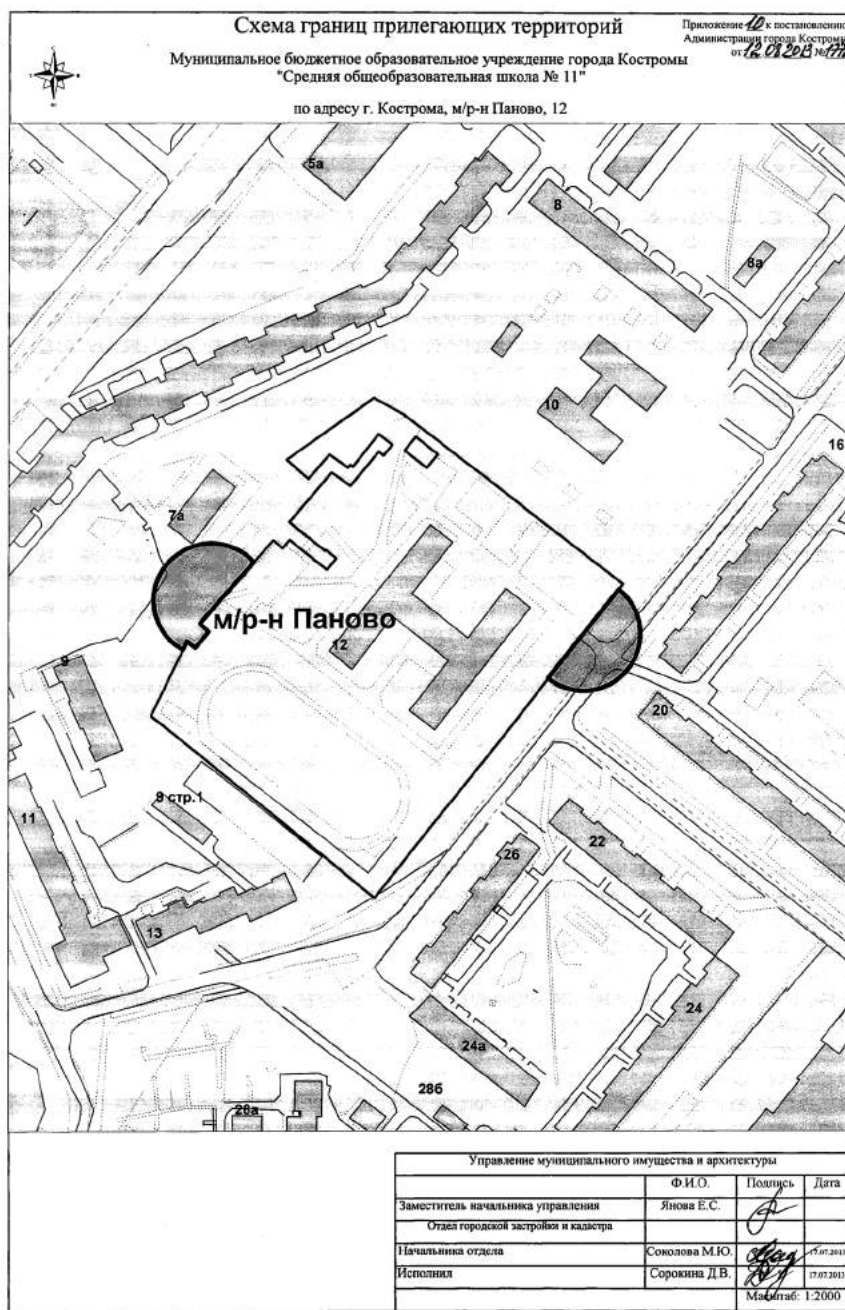 Схема границ прилегающих территорий
Приложение 10 к постановлению
Администрации города Костромы
от 12.08.2013 №
Муниципальное бюджетное образовательное учреждение города Костромы
"Средняя общеобразовательная школа № 11"
по адресу г. Кострома, м/р-н Паново, 12
5а
8
8а
10
16
7а
м/р-н Паново
12
9
20
9 стр.1
11
22
26
13
24
24а
28б
28а
Управление муниципального имущества и архитектуры
Ф.И.О. Подпись Дата
Заместитель начальника управления Янова Е.С.
Отдел городской застройки и кадастра
Начальника отдела Соколова М.Ю. 17.07.2013
Исполнил Сорокина Д.В. 17.07.2013
Масштаб: 1:2000